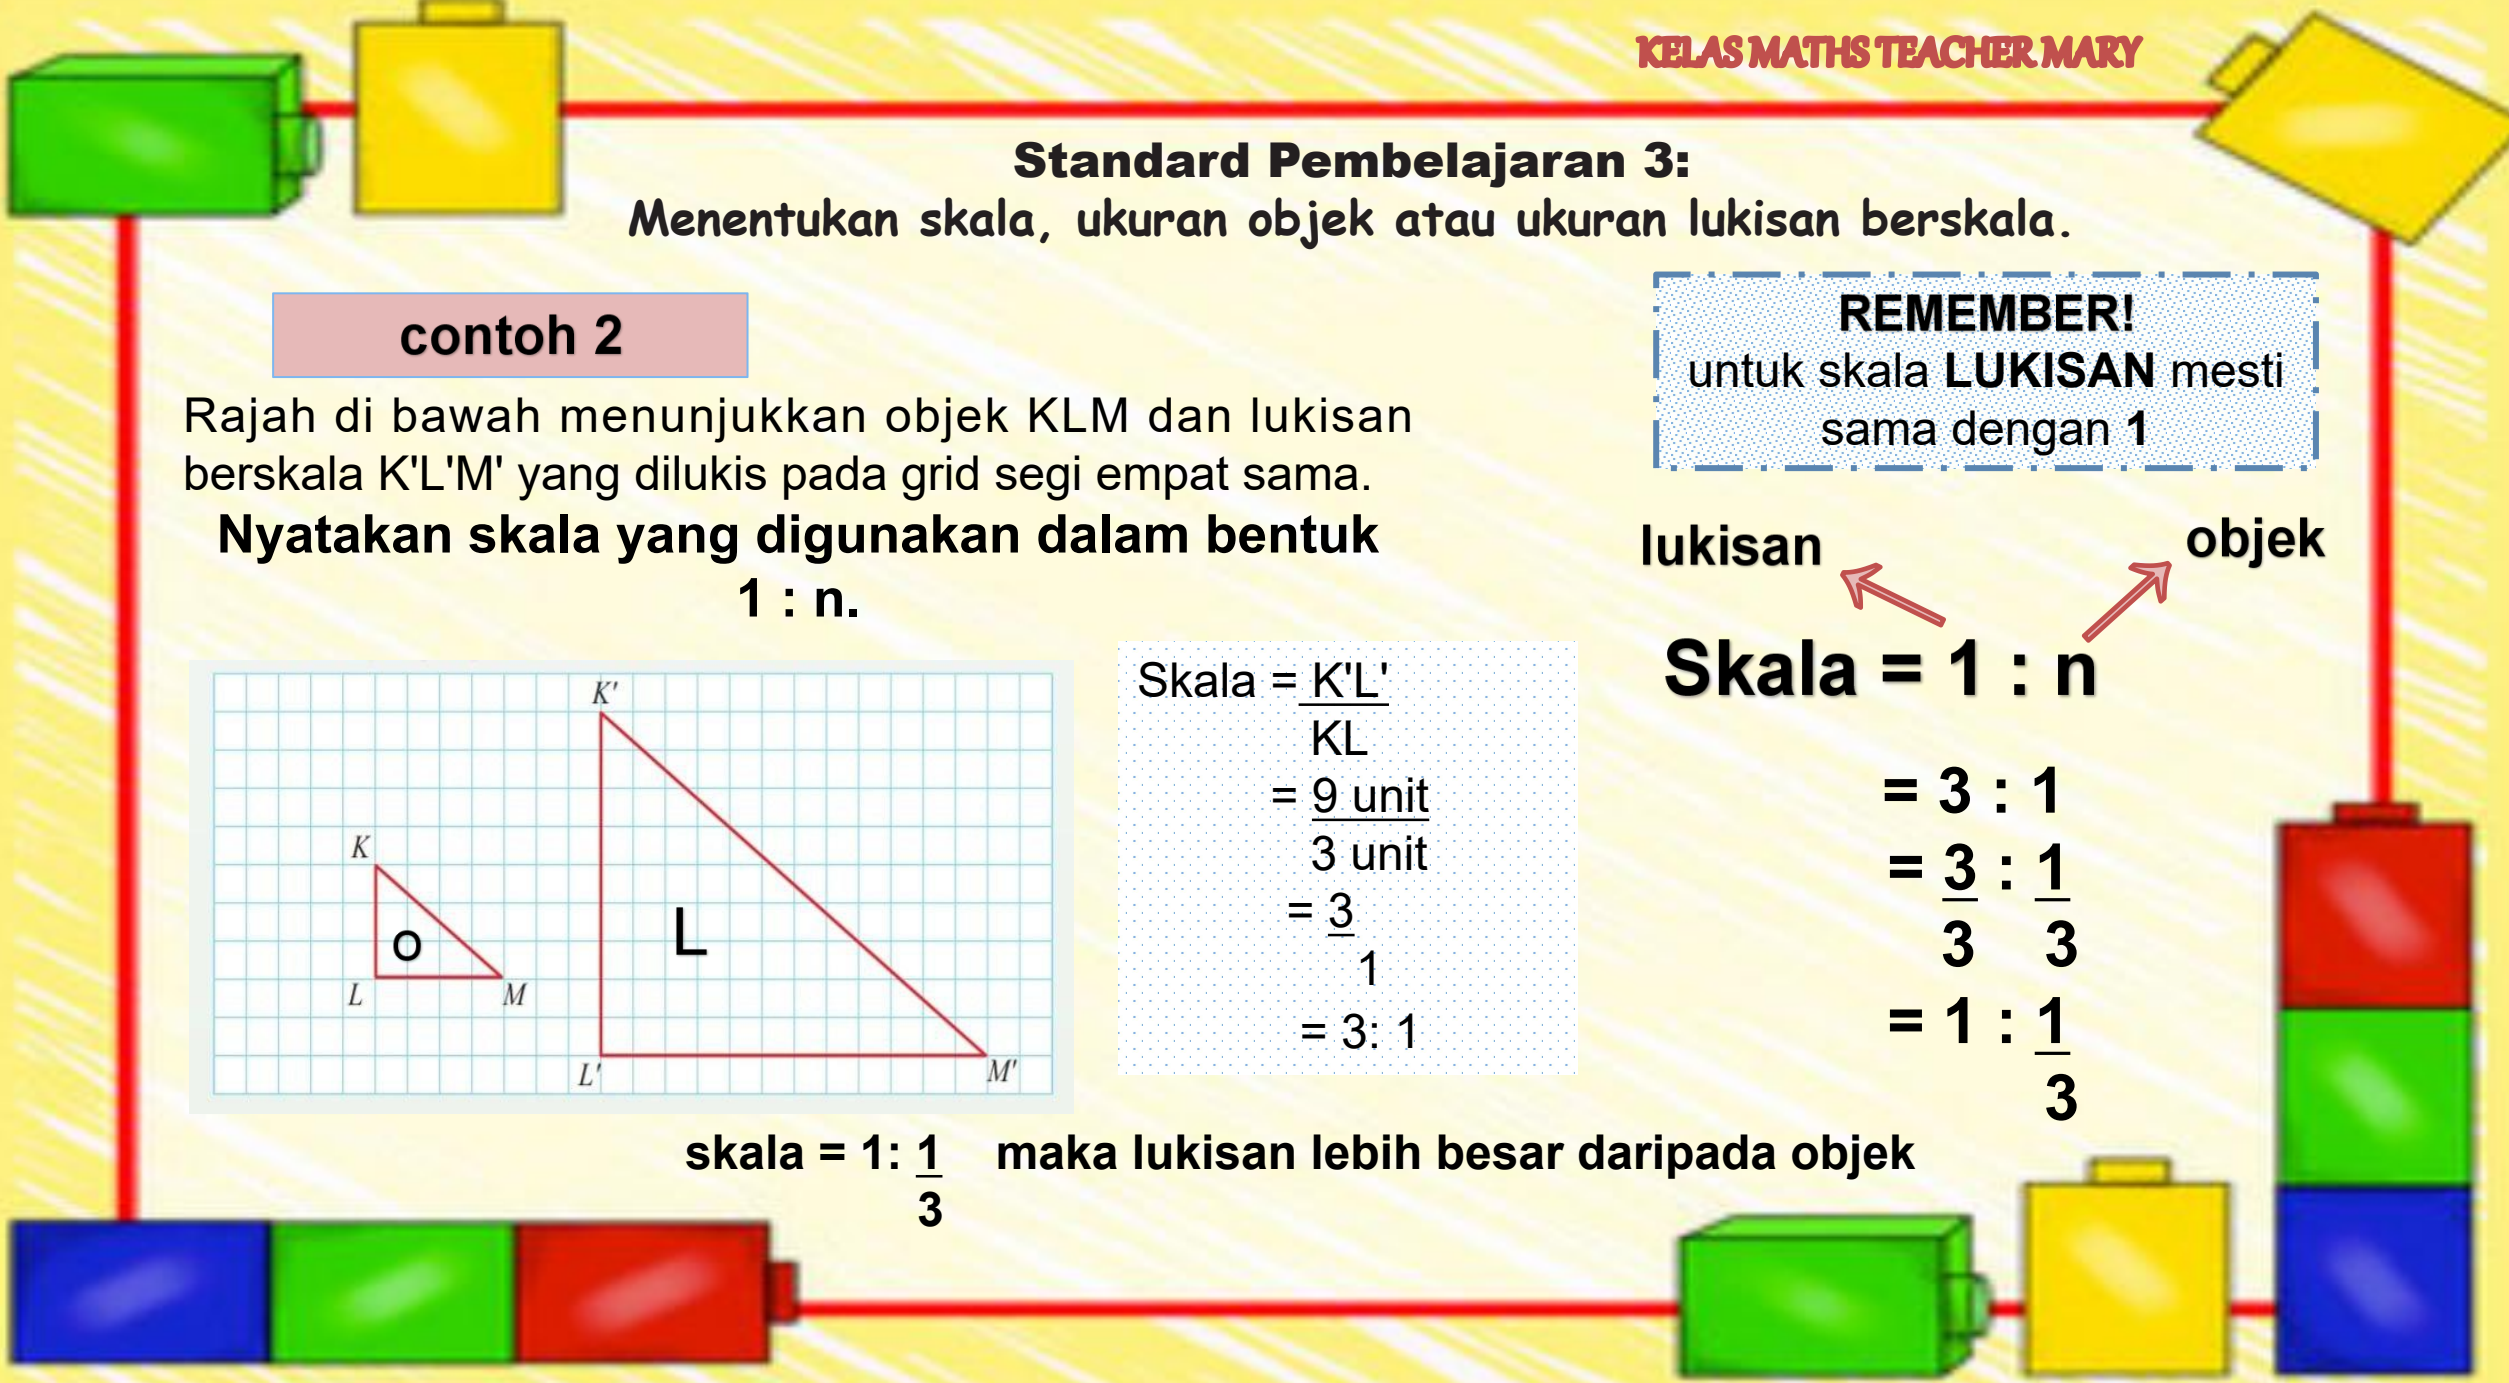 KELAS MATHS TEACHER MARY
Standard Pembelajaran 3:
Menentukan skala, ukuran objek atau ukuran lukisan berskala.
contoh 2
Rajah di bawah menunjukkan objek KLM dan lukisan
berskala K'L'M' yang dilukis pada grid segi empat sama.
Nyatakan skala yang digunakan dalam bentuk
1 : n.
REMEMBER!
untuk skala LUKISAN mesti
sama dengan 1
lukisan
objek
Skala = 1 : n
= 3 : 1
= 3 : 1
3 3
= 1 : 1
3
K'
K
O
L
L
M
L'
M'
Skala = K'L'
KL
= 9 unit
3 unit
= 3
1
= 3: 1
skala = 1: 1 maka lukisan lebih besar daripada objek
3